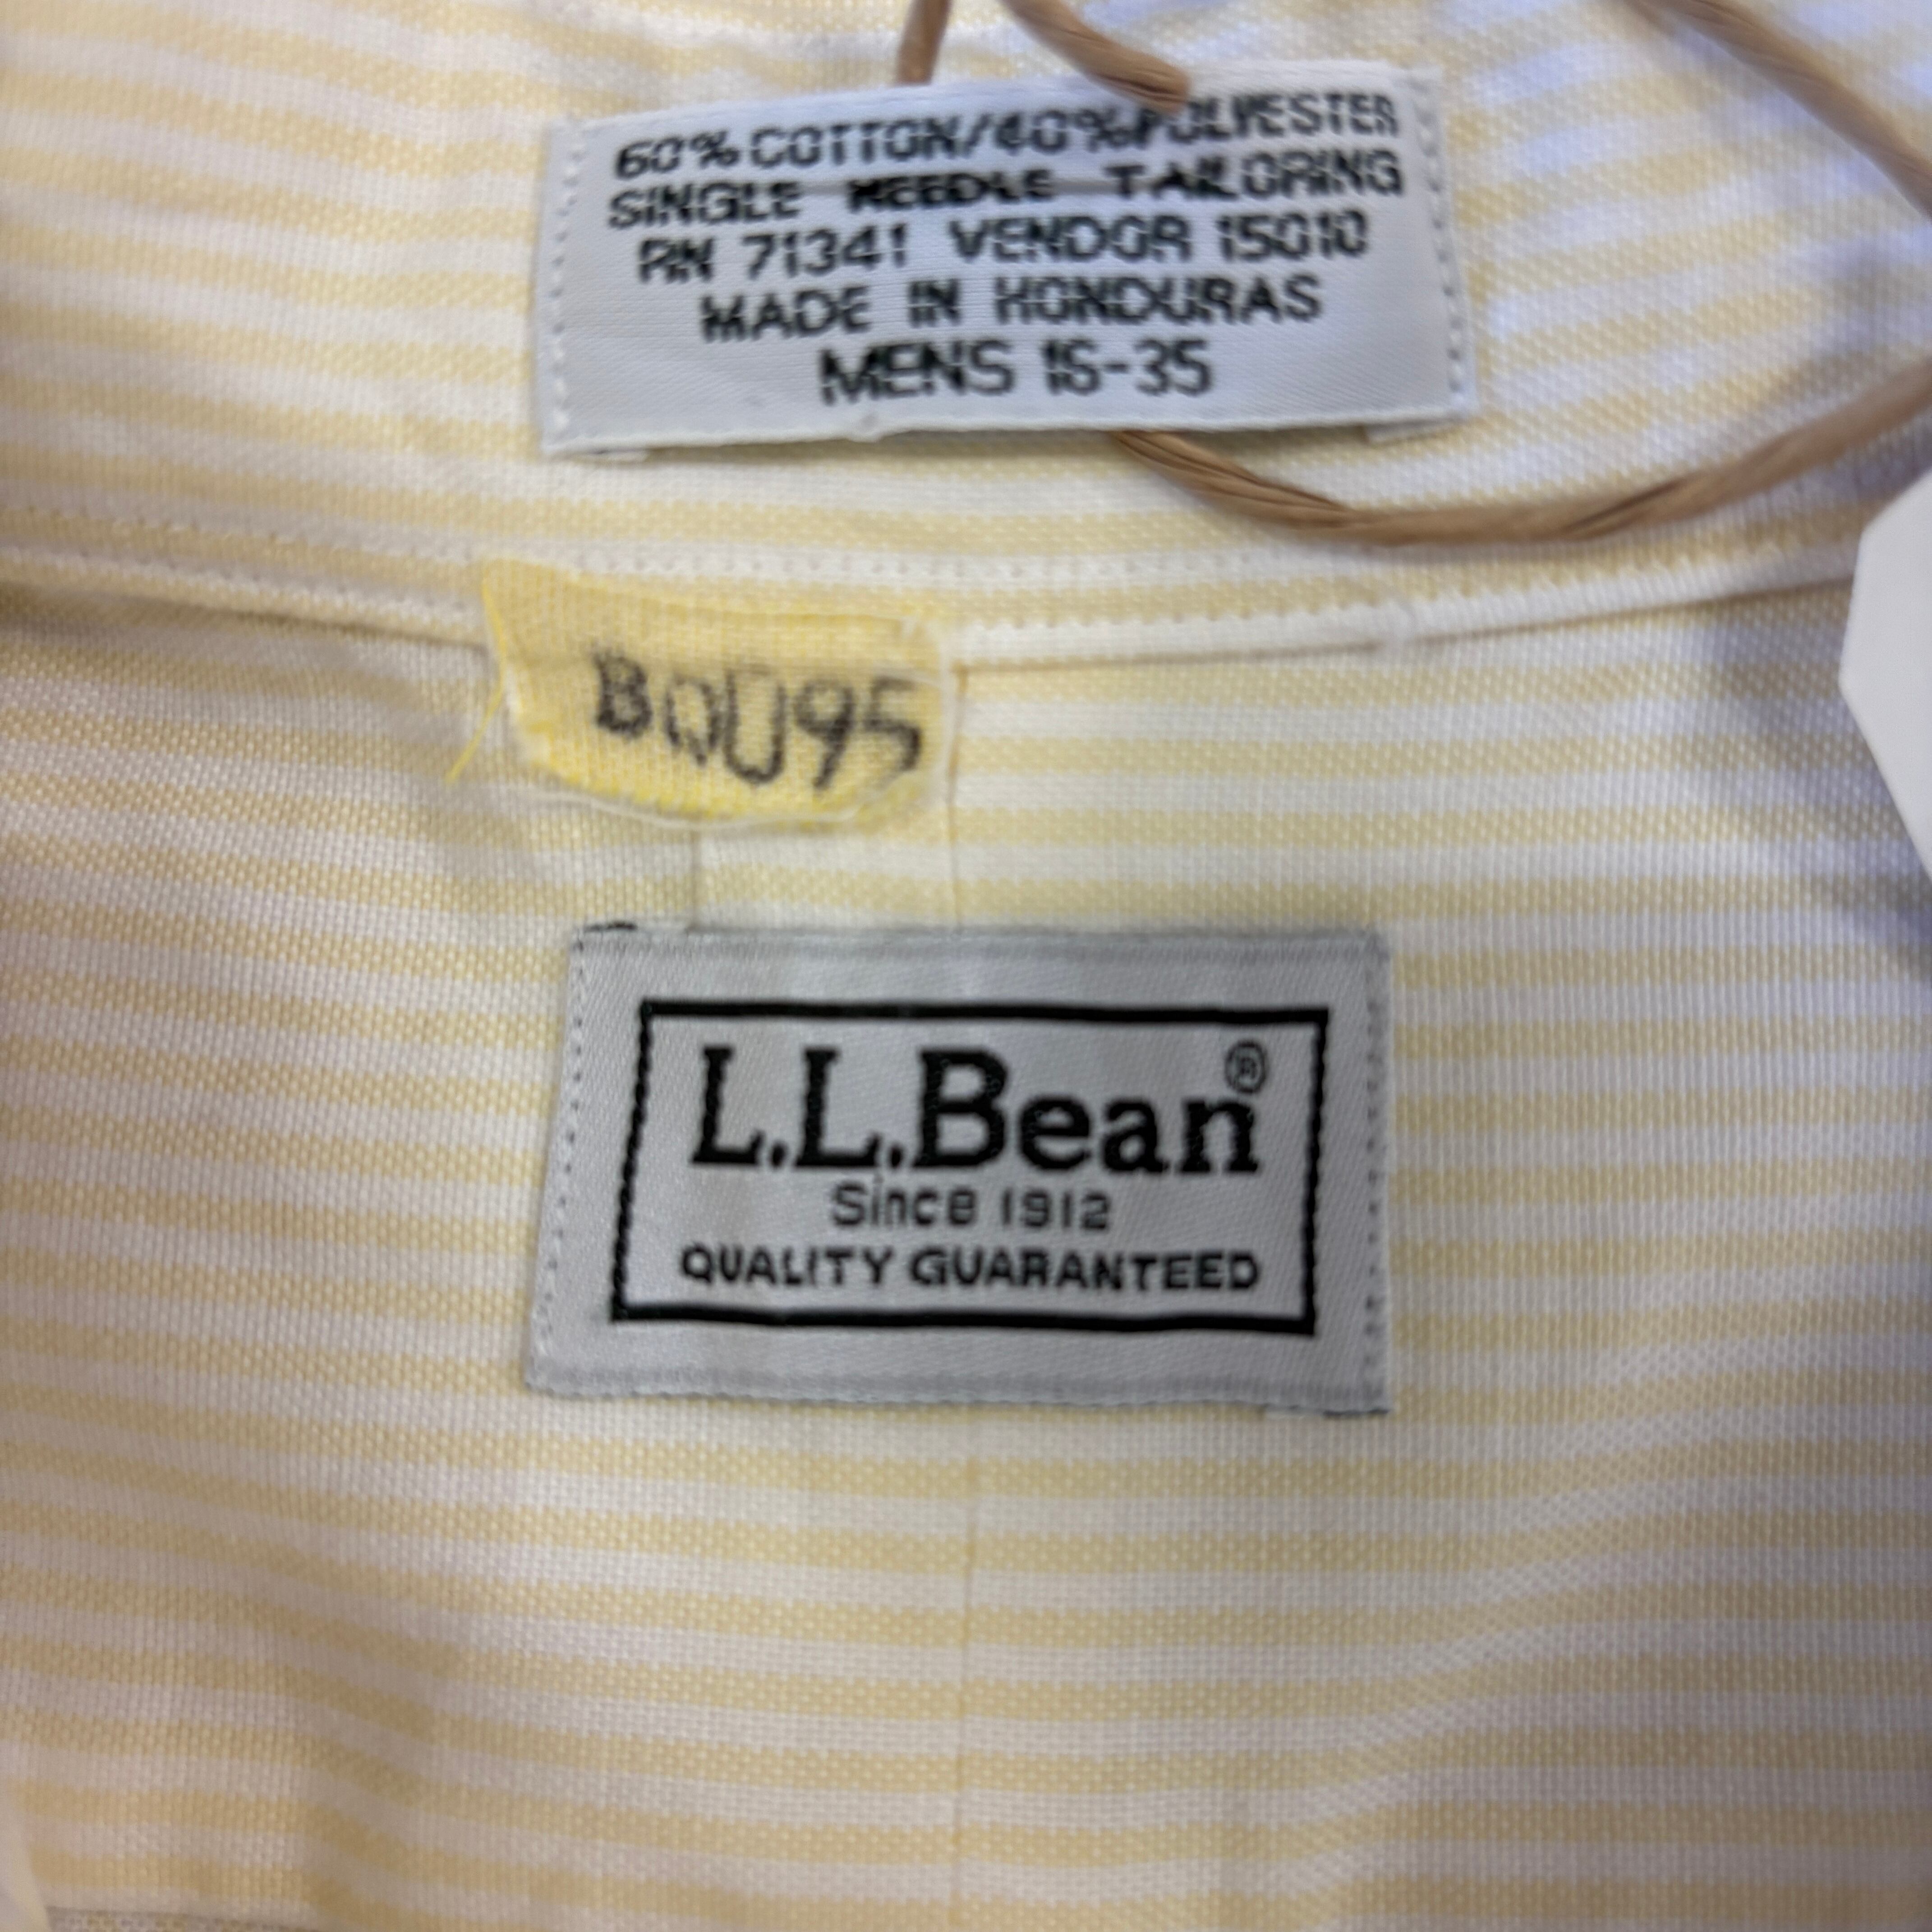 60% COTTON/40% POLYESTER
SINGLE NEEDLE TAILORING
RN 71341 VENDOR 15010
MADE IN HONDURAS
MENS 16-35
BQU95
L.L.Bean®
Since 1912
QUALITY GUARANTEED